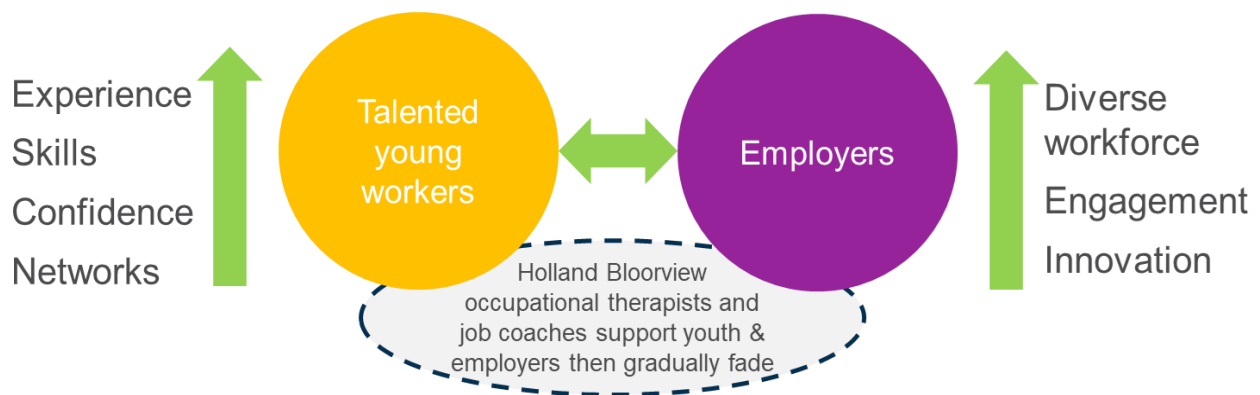 Experience
Skills
Confidence
Networks
Talented
young
workers
Employers
Diverse
workforce
Engagement
Innovation
Holland Bloorview
occupational therapists and
job coaches support youth &
employers then gradually fade